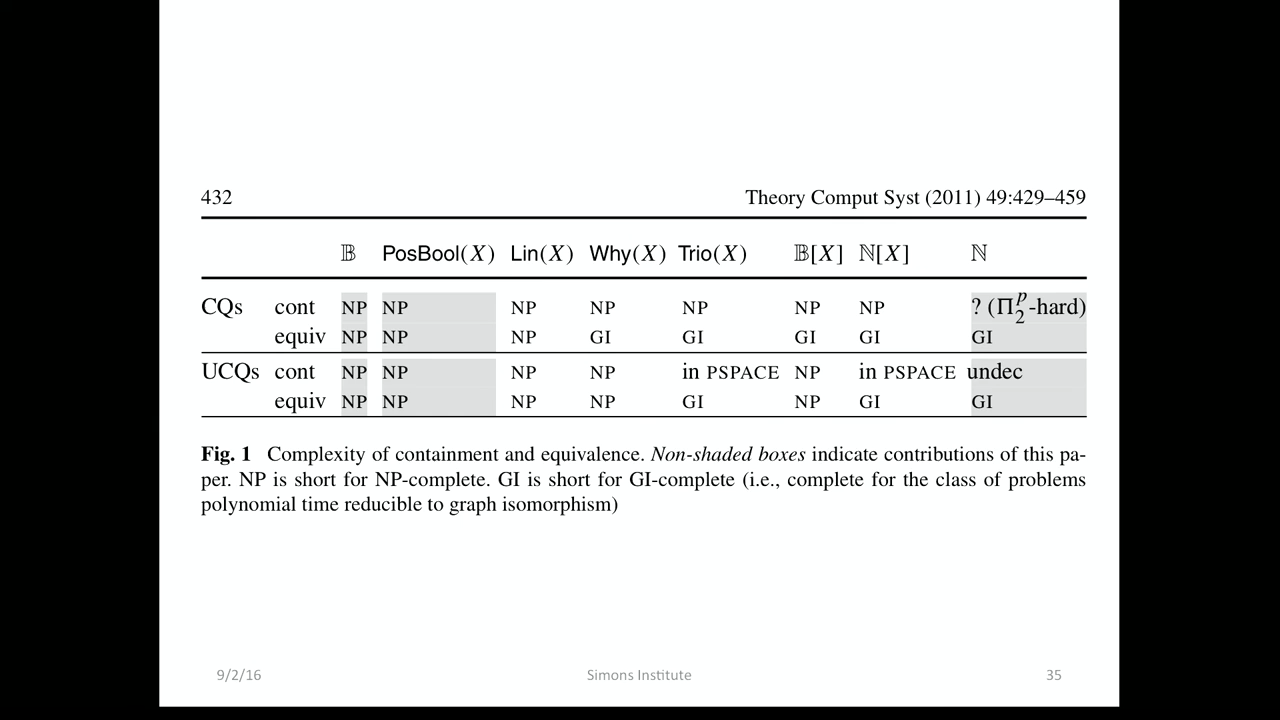 432 Theory Comput Syst (2011) 49:429–459
𝔹 PosBool(X) Lin(X) Why(X) Trio(X) 𝔹[X] ℕ[X] ℕ
CQs cont NP NP NP NP NP NP NP ? (Π₂ᵖ-hard)
equiv NP NP NP GI GI GI GI GI
UCQs cont NP NP NP NP in PSPACE NP in PSPACE undec
equiv NP NP NP NP GI NP GI GI
Fig. 1 Complexity of containment and equivalence. Non-shaded boxes indicate contributions of this pa-
per. NP is short for NP-complete. GI is short for GI-complete (i.e., complete for the class of problems
polynomial time reducible to graph isomorphism)
9/2/16 Simons Institute 35